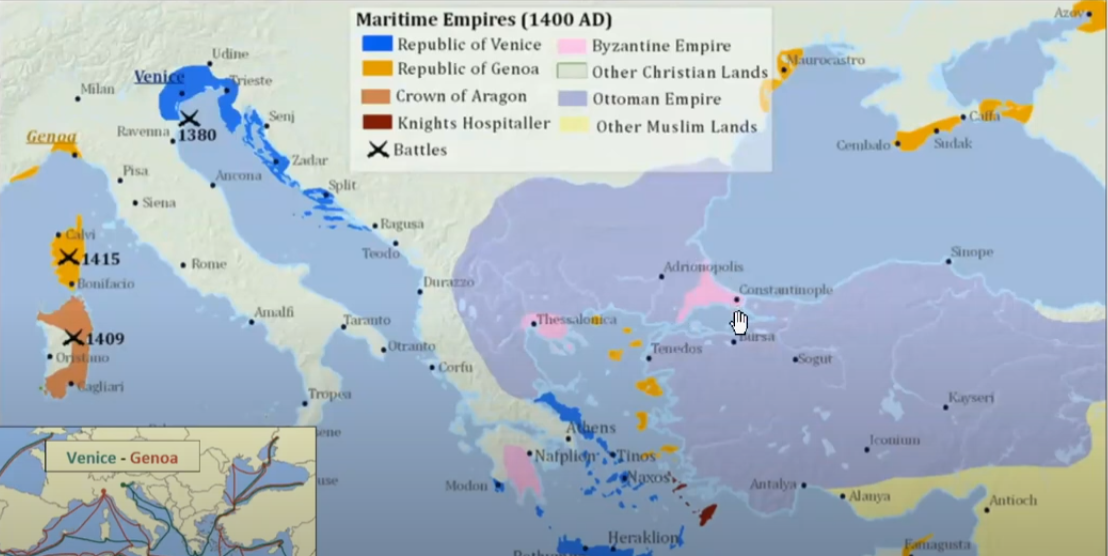 Maritime Empires (1400 AD)
Republic of Venice
Republic of Genoa
Crown of Aragon
Knights Hospitaller
Battles
Byzantine Empire
Other Christian Lands
Ottoman Empire
Other Muslim Lands
Azov
Udine
Venice
Trieste
Milan
Maurocastro
Senj
Ravenna
1380
Caffa
Genoa
Cembalo
Sudak
Zadar
Pisa
Ancona
Split
Siena
Ragusa
Calvi
Teodo
Sinope
1415
Rome
Adrionopolis
Bonifacio
Durazzo
Constantinople
Amalfi
Taranto
Thessalonica
1409
Bursa
Otranto
Tenedos
Oristano
Sogut
Corfu
Cagliari
Tropea
Kayseri
Athens
Iconium
Venice - Genoa
Nafplion
Tinos
Naxos
Modon
Antalya
Alanya
Antioch
Heraklion
Famagusta